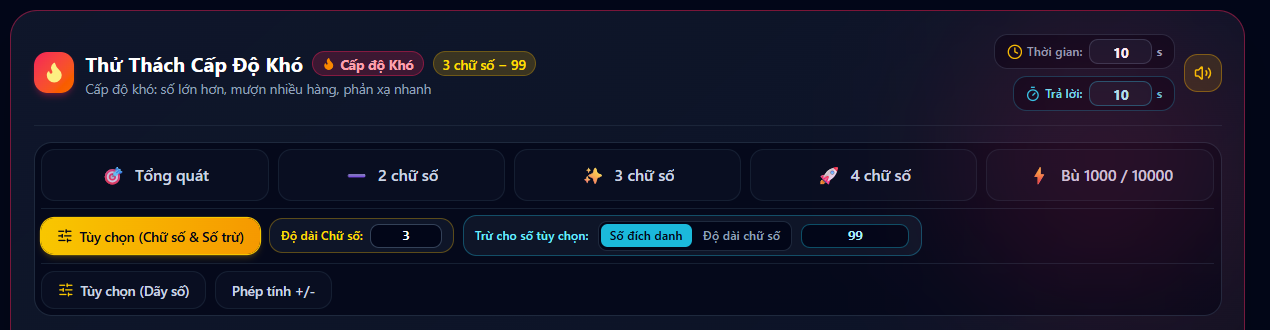 Thử Thách Cấp Độ Khó Cấp độ Khó 3 chữ số − 99
Cấp độ khó: số lớn hơn, mượn nhiều hàng, phản xạ nhanh
Thời gian: 10 s
Trả lời: 10 s
Tổng quát 2 chữ số 3 chữ số 4 chữ số Bù 1000 / 10000
Tùy chọn (Chữ số & Số trừ) Độ dài Chữ số: 3 Trừ cho số tùy chọn: Số đích danh Độ dài chữ số 99
Tùy chọn (Dãy số) Phép tính +/-